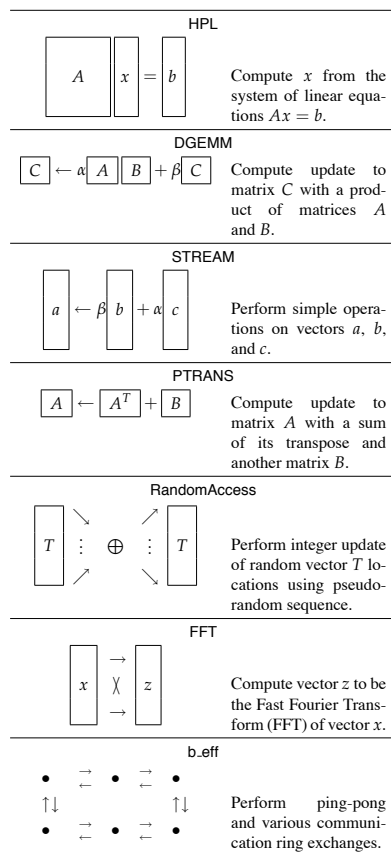 HPL
A x = b
Compute x from the
system of linear equa-
tions Ax = b.
DGEMM
C ← α A B + β C
Compute update to
matrix C with a prod-
uct of matrices A
and B.
STREAM
a ← β b + α c
Perform simple opera-
tions on vectors a, b,
and c.
PTRANS
A ← A^T + B
Compute update to
matrix A with a sum
of its transpose and
another matrix B.
RandomAccess
↘ ↗
T ⋮ ⊕ ⋮ T
↗ ↘
Perform integer update
of random vector T lo-
cations using pseudo-
random sequence.
FFT
x z
Compute vector z to be
the Fast Fourier Trans-
form (FFT) of vector x.
b_eff
Perform ping-pong
and various communi-
cation ring exchanges.